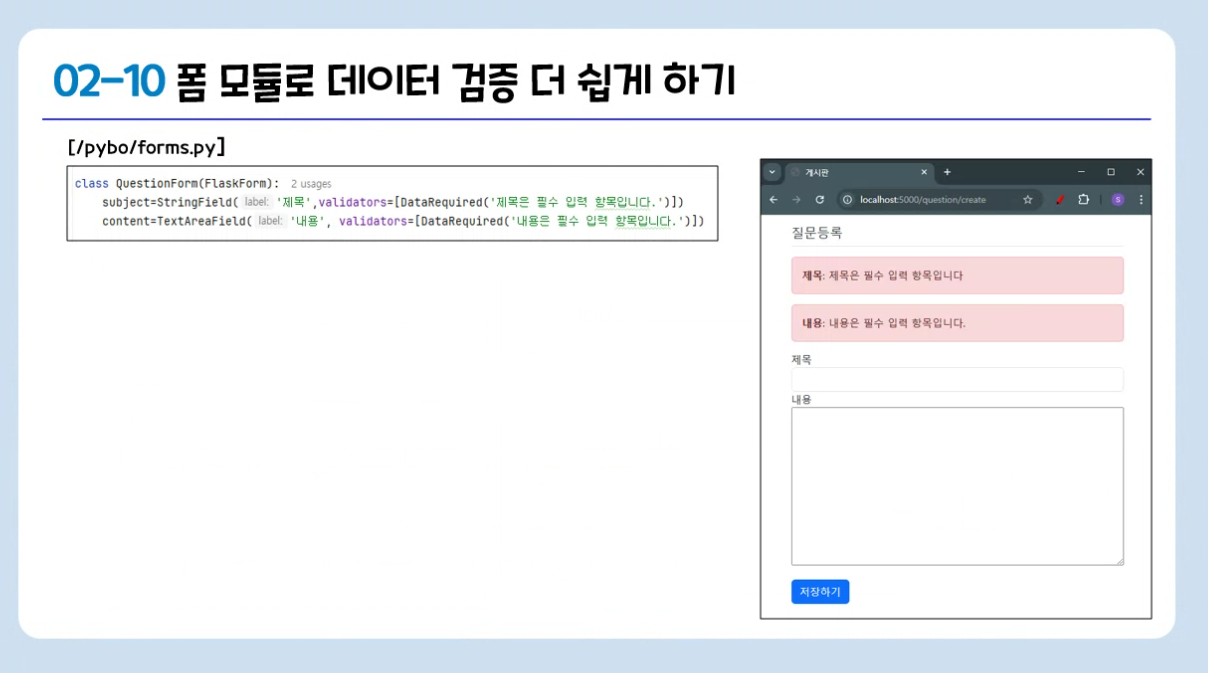 02-10 폼 모듈로 데이터 검증 더 쉽게 하기
[/pybo/forms.py]
class QuestionForm(FlaskForm): 2 usages
subject=StringField( label: '제목',validators=[DataRequired('제목은 필수 입력 항목입니다.')])
content=TextAreaField( label: '내용', validators=[DataRequired('내용은 필수 입력 항목입니다.')])
게시판
localhost:5000/question/create
S
질문등록
제목: 제목은 필수 입력 항목입니다
내용: 내용은 필수 입력 항목입니다.
제목
내용
저장하기